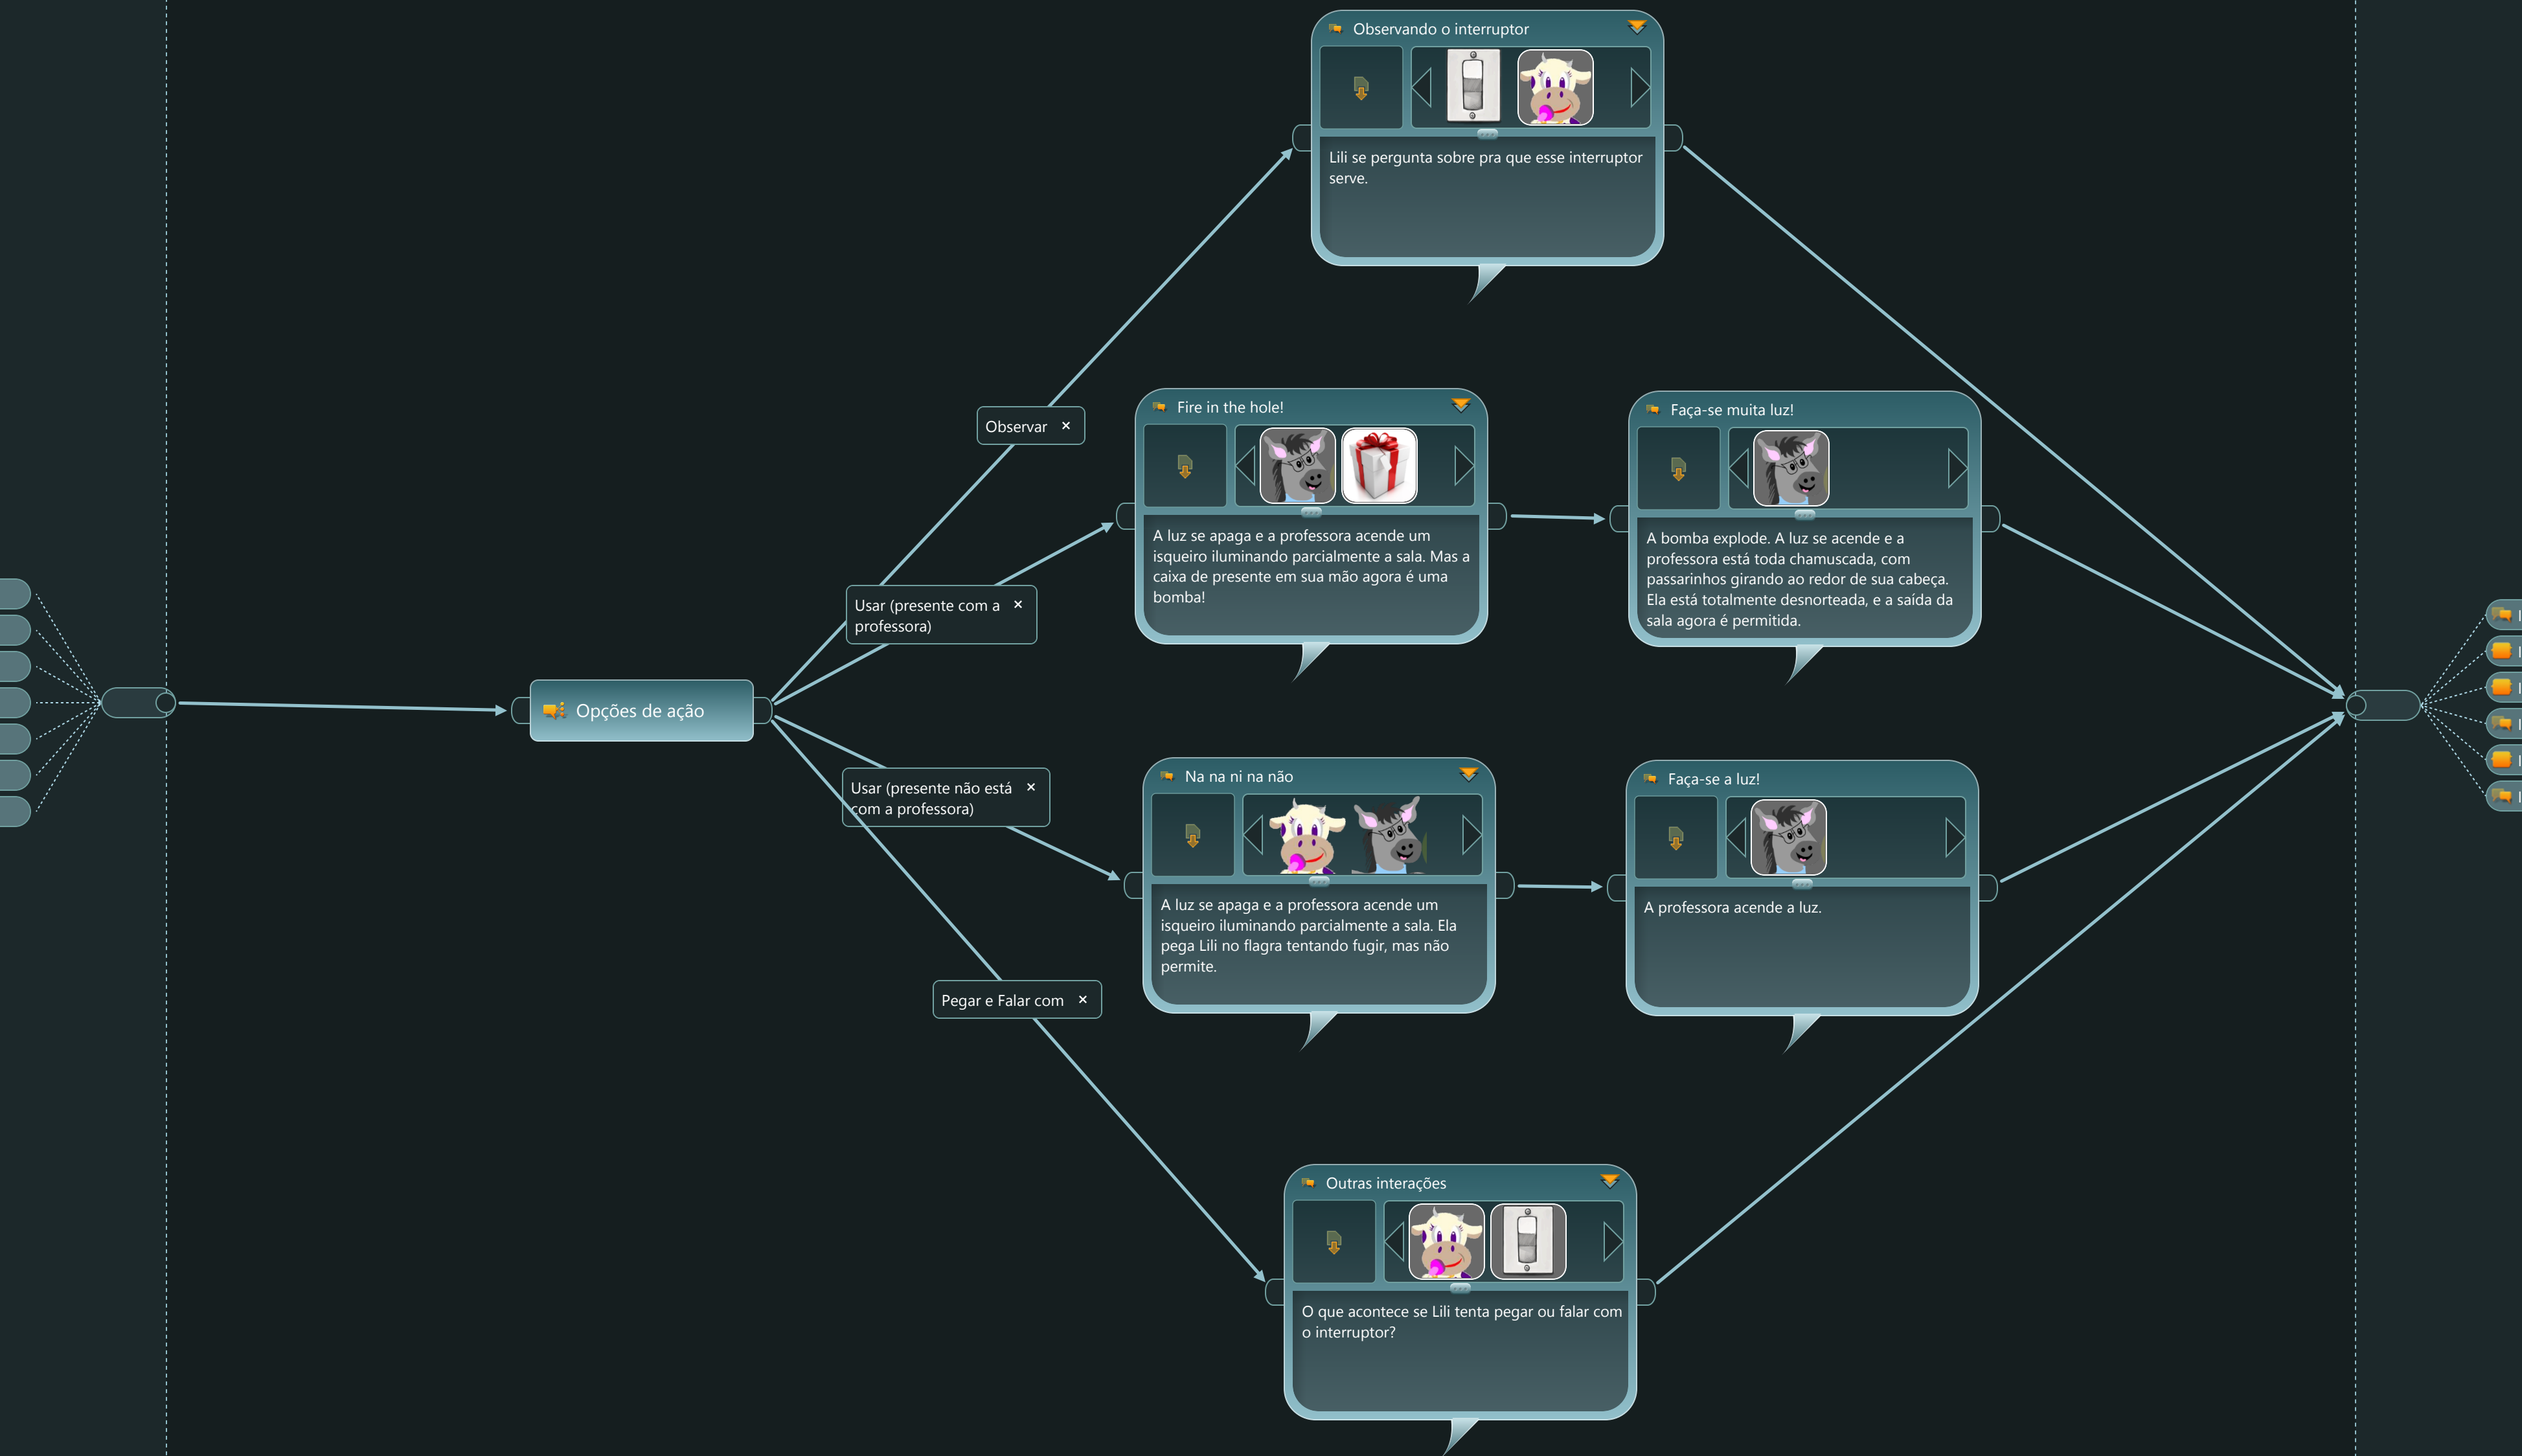 Observando o interruptor
Lili se pergunta sobre pra que esse interruptor
serve.
Observar
Fire in the hole!
A luz se apaga e a professora acende um
isqueiro iluminando parcialmente a sala. Mas a
caixa de presente em sua mão agora é uma
bomba!
Faça-se muita luz!
A bomba explode. A luz se acende e a
professora está toda chamuscada, com
passarinhos girando ao redor de sua cabeça.
Ela está totalmente desnorteada, e a saída da
sala agora é permitida.
Usar (presente com a
professora)
Opções de ação
Usar (presente não está
com a professora)
Na na ni na não
A luz se apaga e a professora acende um
isqueiro iluminando parcialmente a sala. Ela
pega Lili no flagra tentando fugir, mas não
permite.
Faça-se a luz!
A professora acende a luz.
Pegar e Falar com
Outras interações
O que acontece se Lili tenta pegar ou falar com
o interruptor?